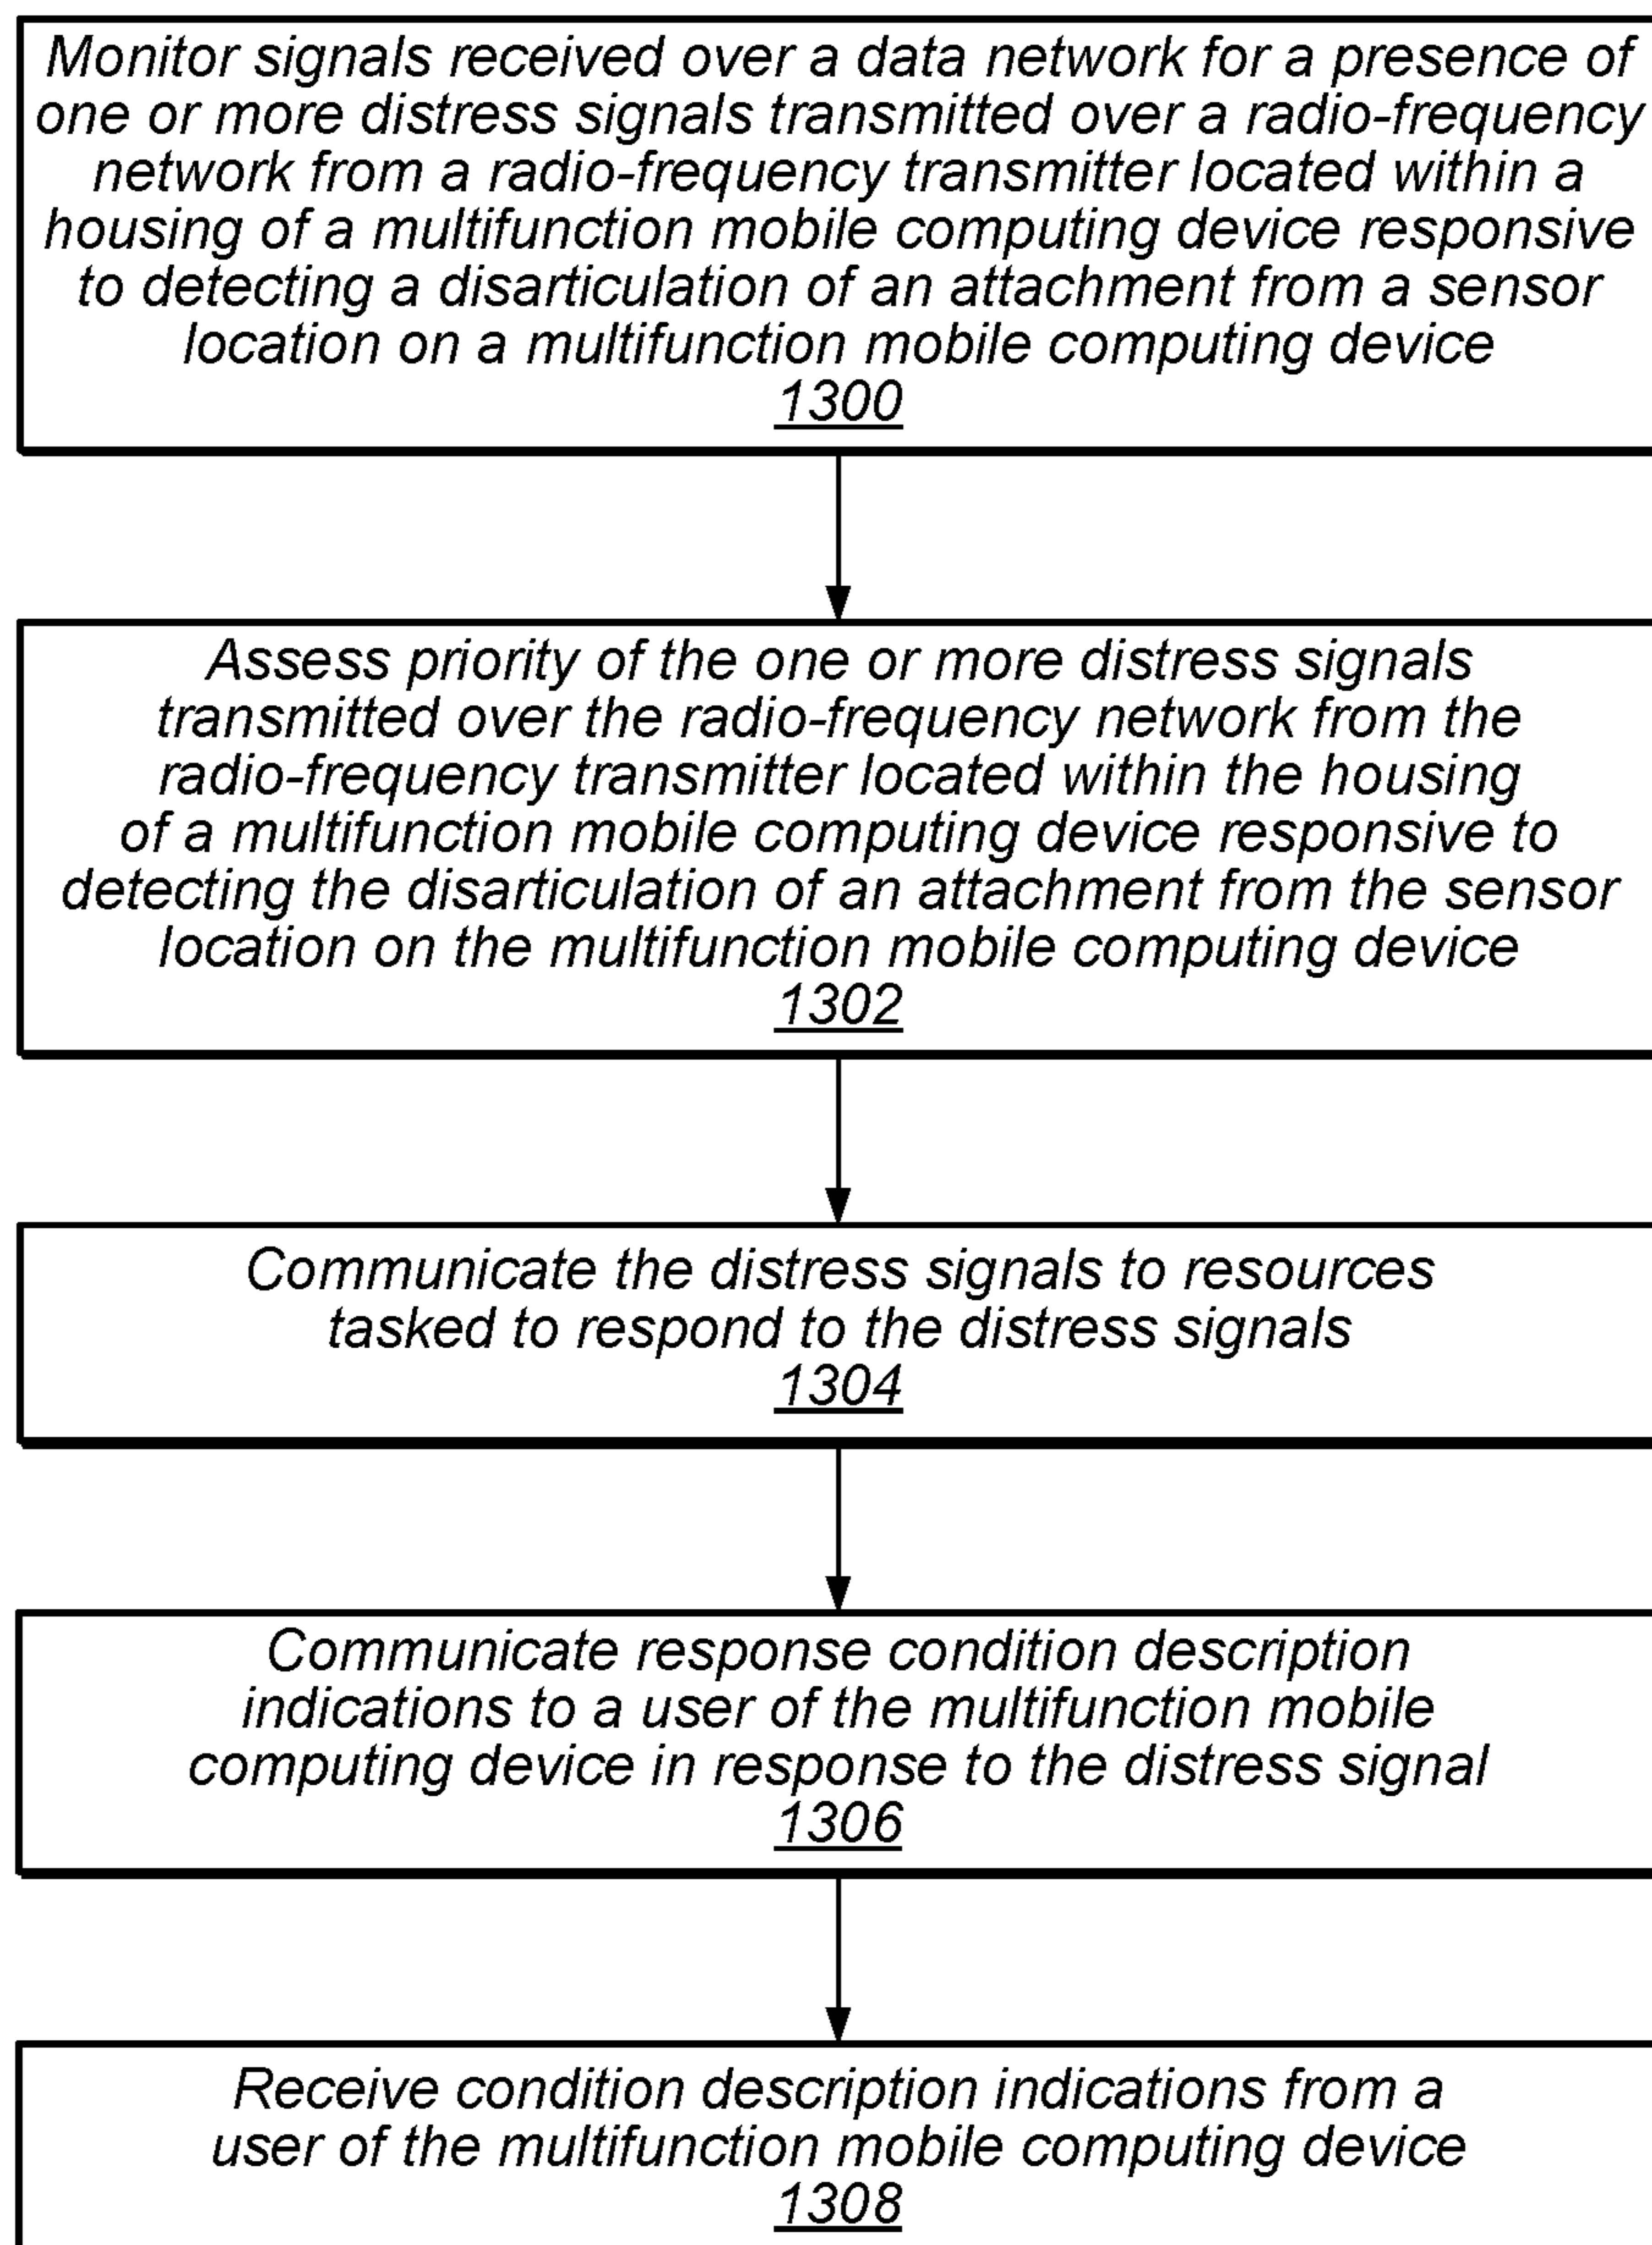 Monitor signals received over a data network for a presence of
one or more distress signals transmitted over a radio-frequency
network from a radio-frequency transmitter located within a
housing of a multifunction mobile computing device responsive
to detecting a disarticulation of an attachment from a sensor
location on a multifunction mobile computing device
1300
Assess priority of the one or more distress signals
transmitted over the radio-frequency network from the
radio-frequency transmitter located within the housing
of a multifunction mobile computing device responsive to
detecting the disarticulation of an attachment from the sensor
location on the multifunction mobile computing device
1302
Communicate the distress signals to resources
tasked to respond to the distress signals
1304
Communicate response condition description
indications to a user of the multifunction mobile
computing device in response to the distress signal
1306
Receive condition description indications from a
user of the multifunction mobile computing device
1308